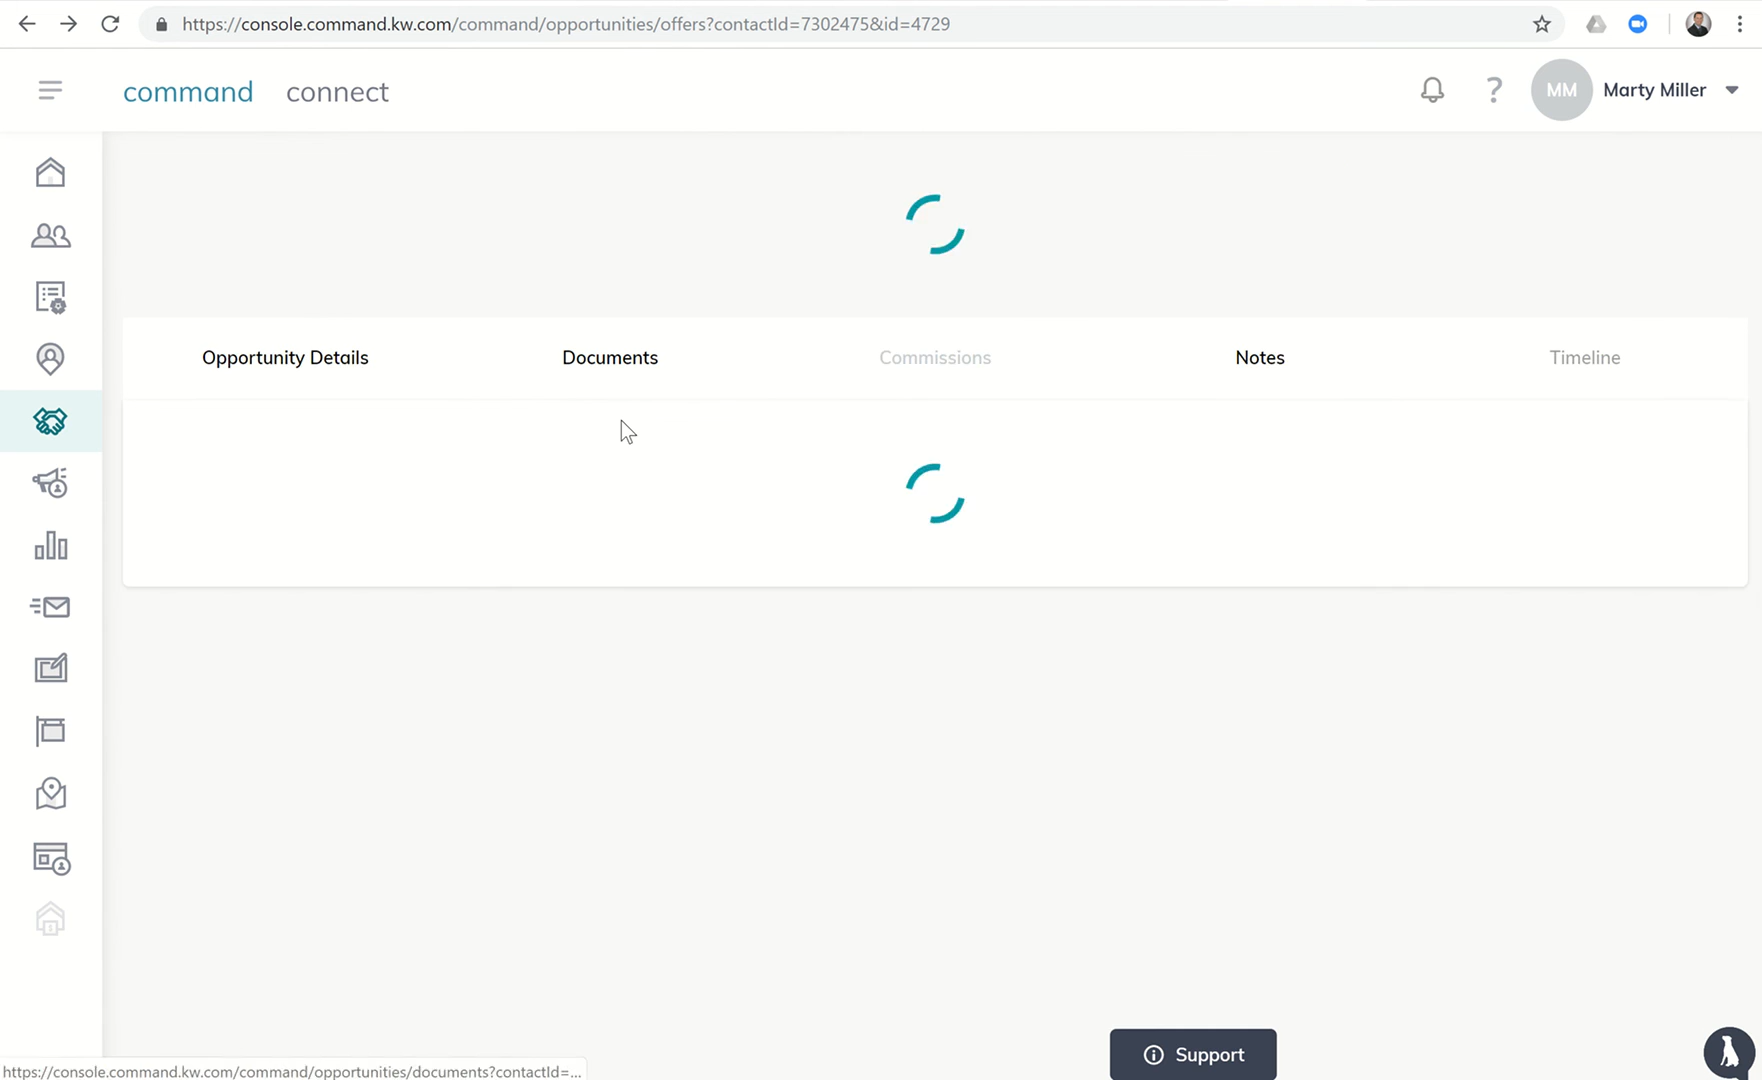 https://console.command.kw.com/command/opportunities/offers?contactId=7302475&id=4729
command connect
? MM Marty Miller
Opportunity Details Documents Commissions Notes Timeline
Support
https://console.command.kw.com/command/opportunities/documents?contactId=...